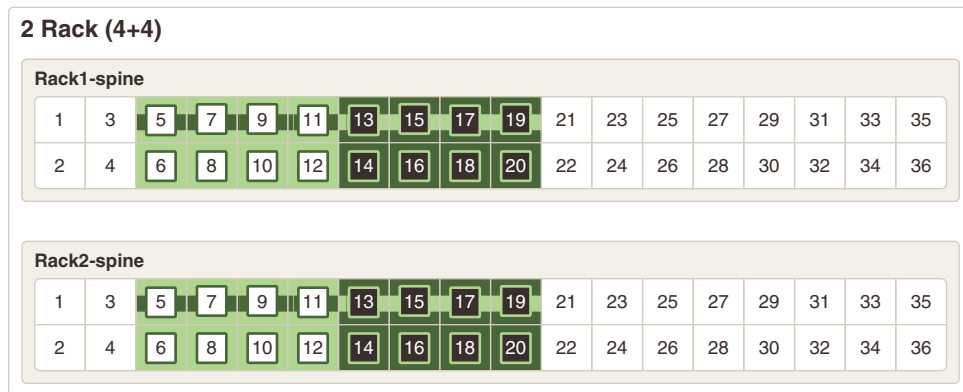 2 Rack (4+4)
Rack1-spine
1 3 5 7 9 11 13 15 17 19 21 23 25 27 29 31 33 35
2 4 6 8 10 12 14 16 18 20 22 24 26 28 30 32 34 36
Rack2-spine
1 3 5 7 9 11 13 15 17 19 21 23 25 27 29 31 33 35
2 4 6 8 10 12 14 16 18 20 22 24 26 28 30 32 34 36